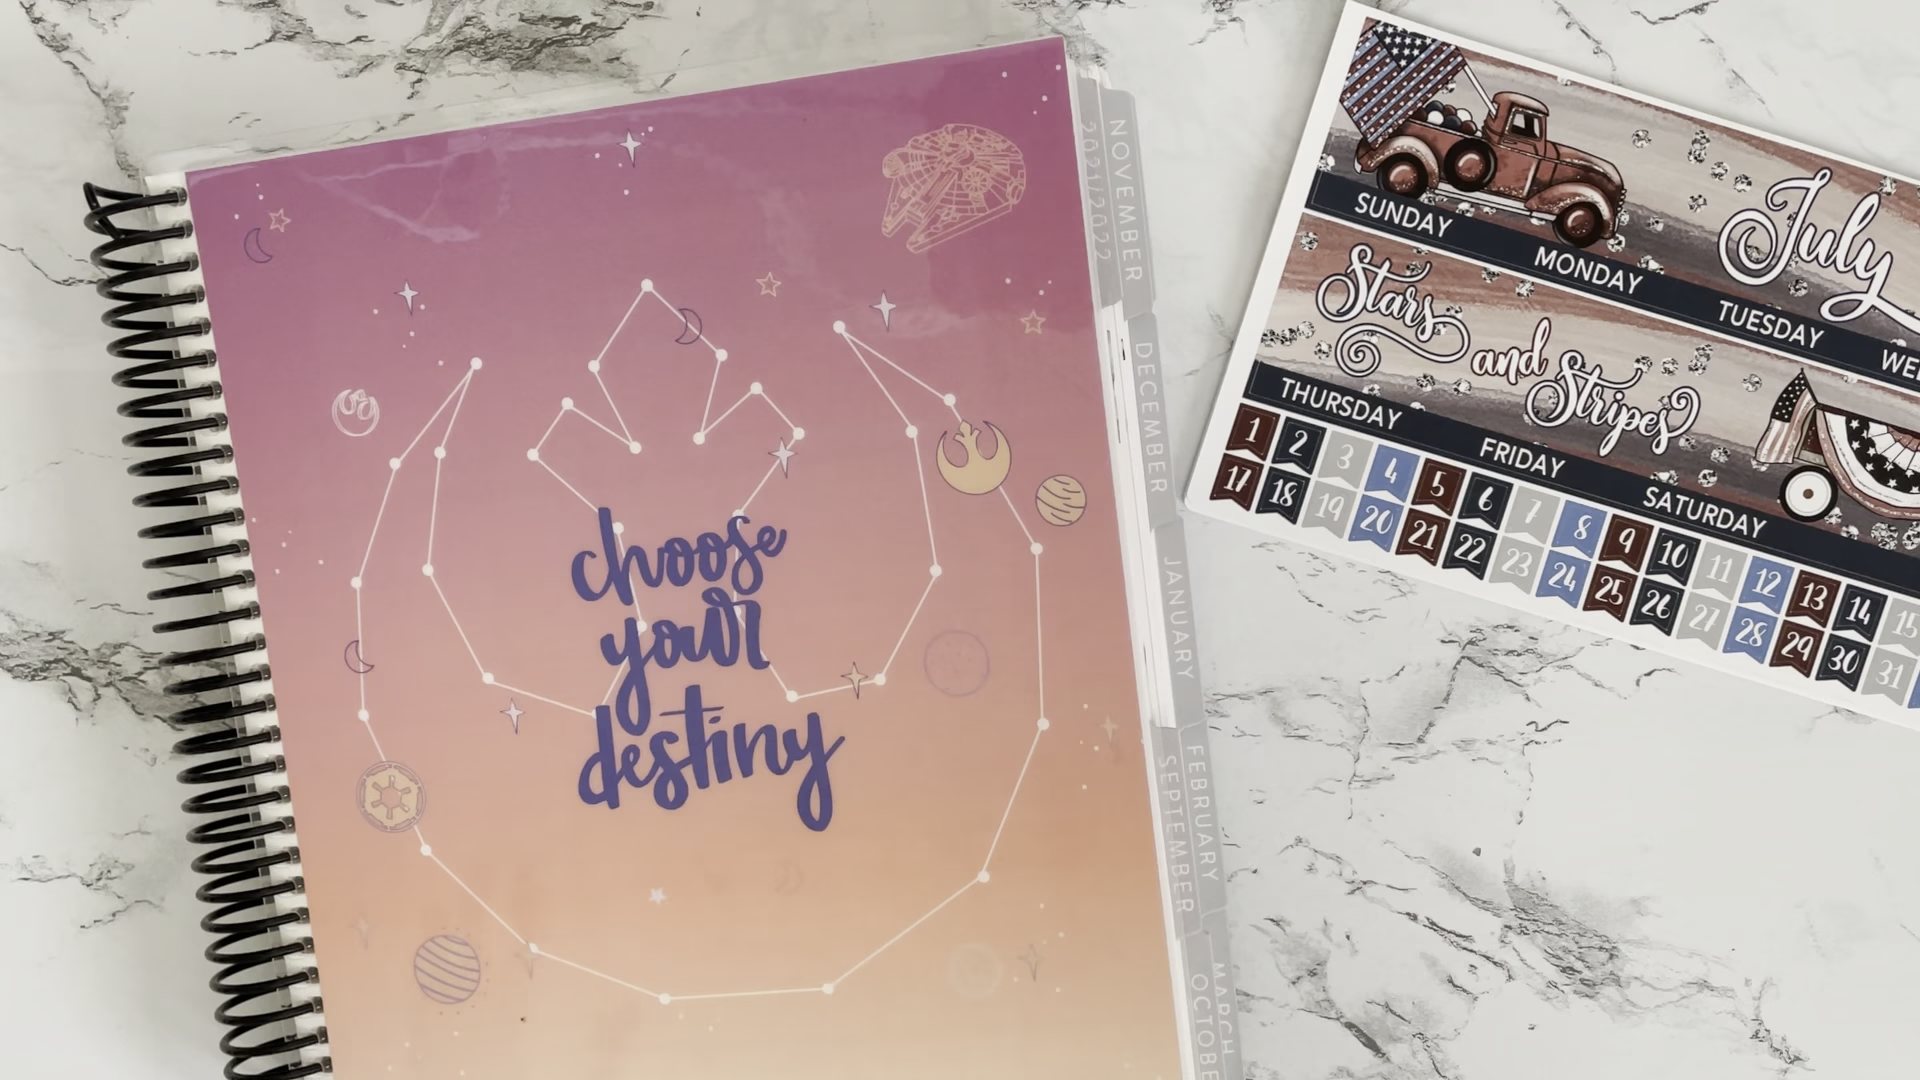 choose
your
destiny
NOVEMBER
2021/2022
DECEMBER
JANUARY
FEBRUARY
SEPTEMBER
MARCH
July
SUNDAY
MONDAY
TUESDAY
Stars and Stripes
THURSDAY
FRIDAY
SATURDAY
1 2 3 4 5 6 7 8 9 10 11 12 13 14 15
17 18 19 20 21 22 23 24 25 26 27 28 29 30 31